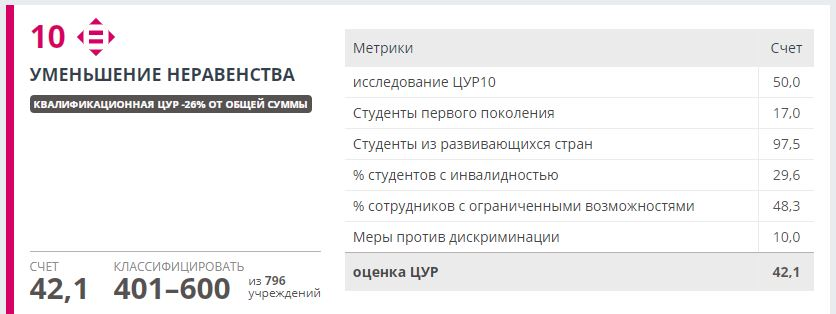 10
УМЕНЬШЕНИЕ НЕРАВЕНСТВА
КВАЛИФИКАЦИОННАЯ ЦУР -26% ОТ ОБЩЕЙ СУММЫ
СЧЕТ
42,1
КЛАССИФИЦИРОВАТЬ
401–600
из 796
учреждений
Метрики Счет
исследование ЦУР10 50,0
Студенты первого поколения 17,0
Студенты из развивающихся стран 97,5
% студентов с инвалидностью 29,6
% сотрудников с ограниченными возможностями 48,3
Меры против дискриминации 10,0
оценка ЦУР 42,1